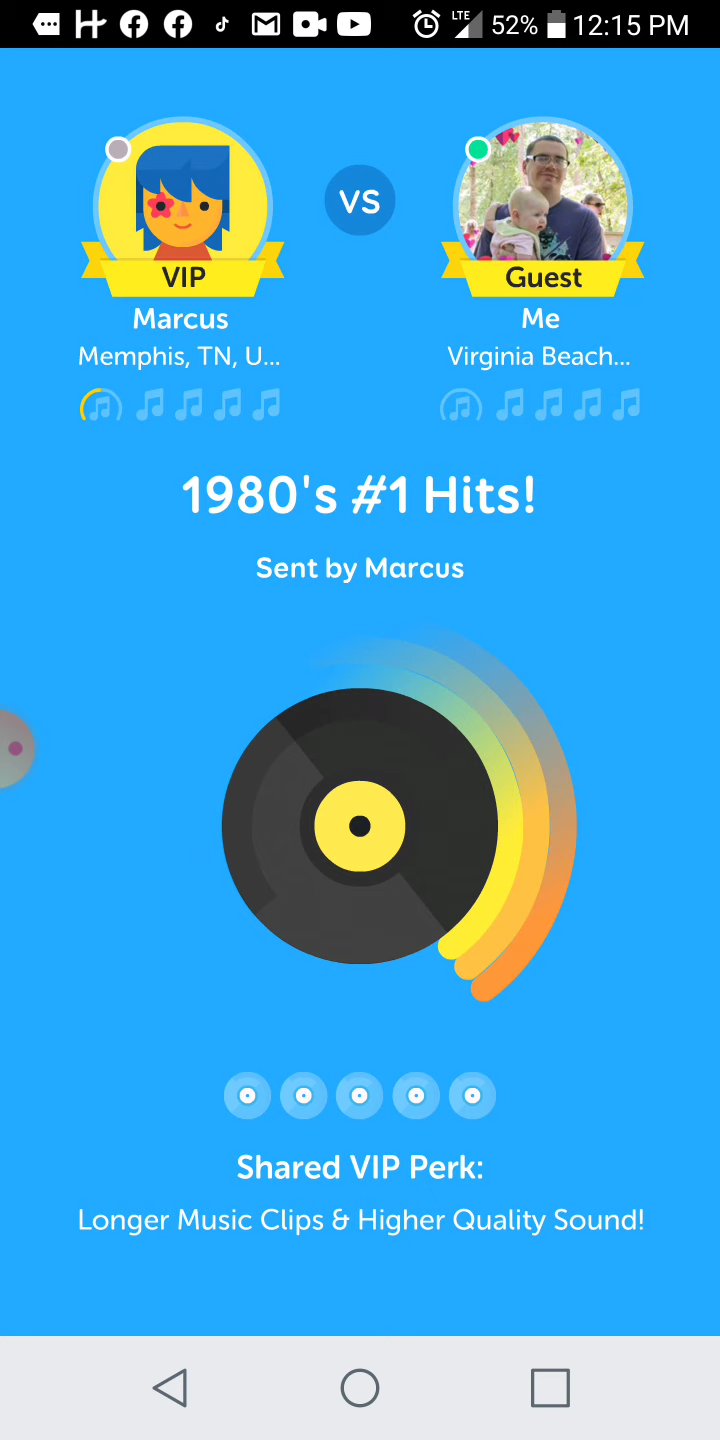 LTE 52% 12:15 PM
VS
VIP
Guest
Marcus
Me
Memphis, TN, U...
Virginia Beach...
1980's #1 Hits!
Sent by Marcus
Shared VIP Perk:
Longer Music Clips & Higher Quality Sound!